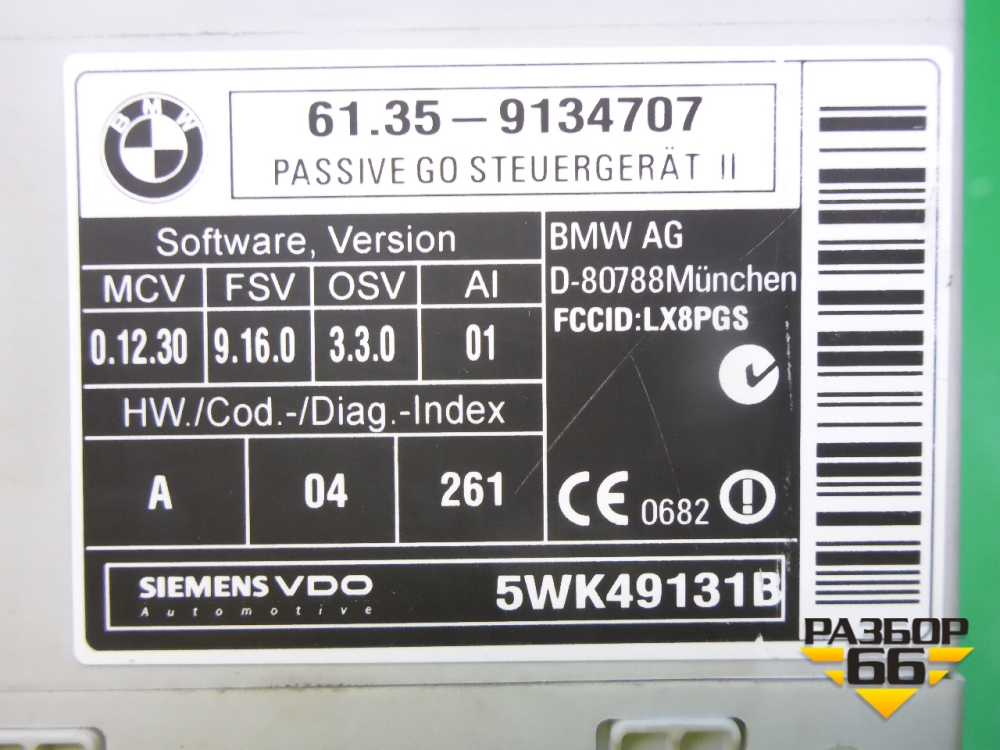 BMW
61.35 – 9134707
PASSIVE GO STEUERGERÄT II
Software, Version
MCV FSV OSV AI
0.12.30 9.16.0 3.3.0 01
HW./Cod.-/Diag.-Index
A 04 261
BMW AG
D-80788München
FCCID:LX8PGS
CE 0682
SIEMENS VDO
Automotive
5WK49131B
РАЗБОР
66